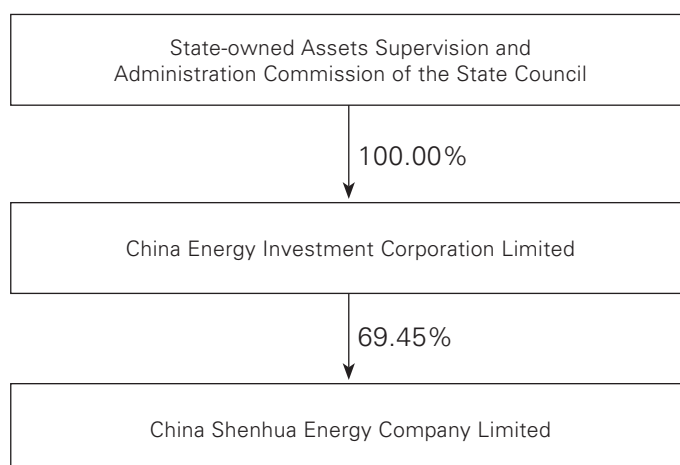 State-owned Assets Supervision and
Administration Commission of the State Council
100.00%
China Energy Investment Corporation Limited
69.45%
China Shenhua Energy Company Limited